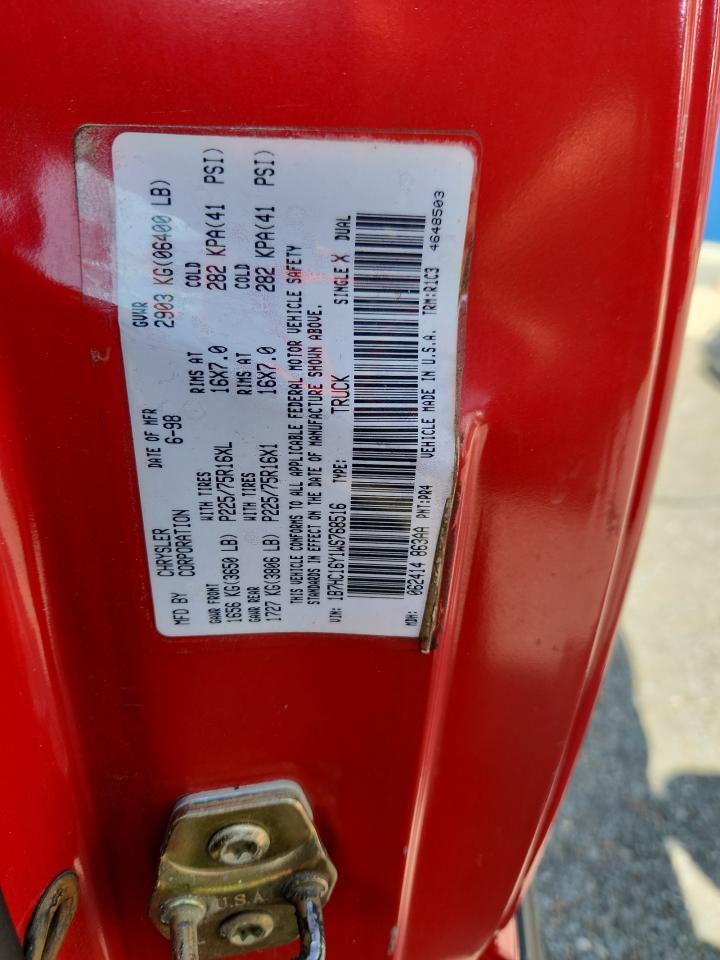 MFD BY CHRYSLER CORPORATION DATE OF MFR 6-98 GVWR 2903 KG(06400 LB)
GAWR FRONT WITH TIRES RIMS AT COLD
1656 KG(3650 LB) P225/75R16XL 16X7.0 282 KPA(41 PSI)
GAWR REAR WITH TIRES RIMS AT COLD
1727 KG(3806 LB) P225/75R16X1 16X7.0 282 KPA(41 PSI)
THIS VEHICLE CONFORMS TO ALL APPLICABLE FEDERAL MOTOR VEHICLE SAFETY
STANDARDS IN EFFECT ON THE DATE OF MANUFACTURE SHOWN ABOVE.
VIN: 1B7HC16Y1WS768516 TYPE: TRUCK SINGLE X DUAL
MDH: 062414 863AA PNT:PR4 VEHICLE MADE IN U.S.A. TRM:R1C3 4648503
U.S.A